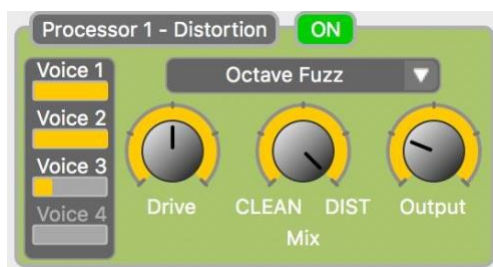 Processor 1 - Distortion ON
Voice 1
Voice 2
Voice 3
Voice 4
Octave Fuzz
Drive
CLEAN DIST
Mix
Output